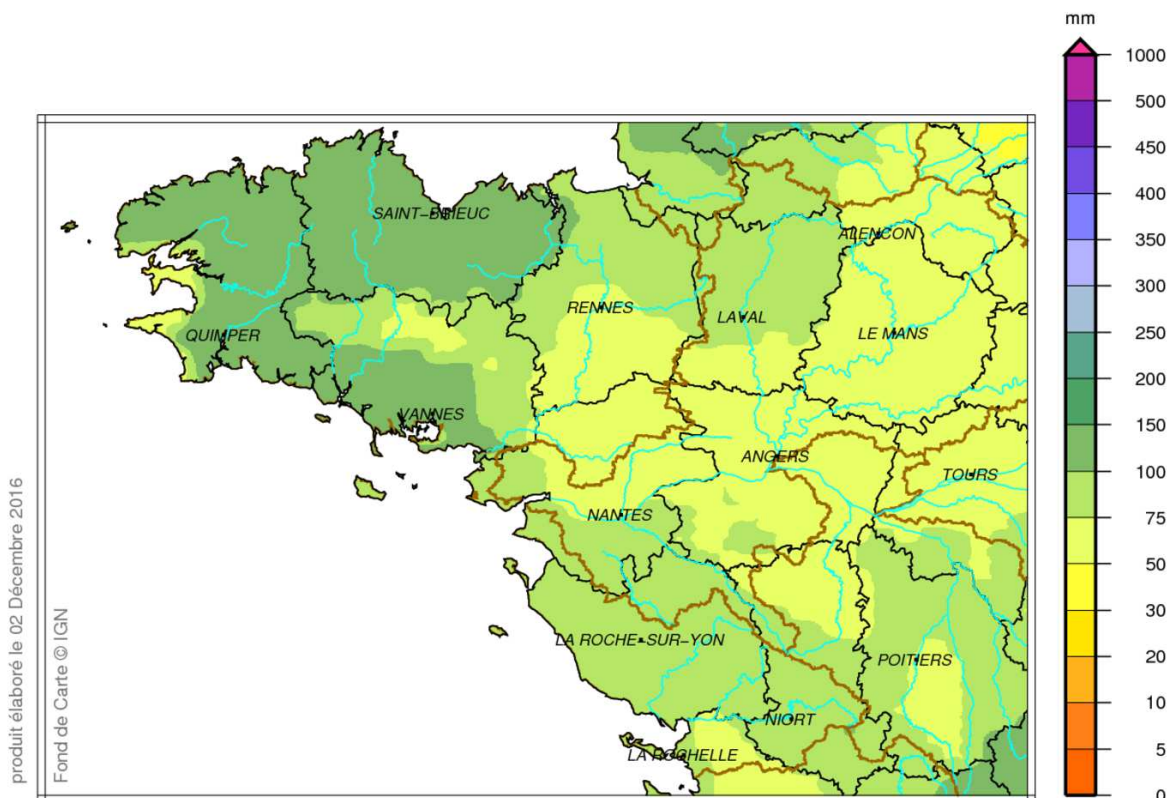 mm
1000
500
450
400
350
300
250
200
150
100
75
50
30
20
10
5
0
SAINT-BRIEUC
ALENCON
RENNES
LAVAL
LE MANS
QUIMPER
VANNES
ANGERS
TOURS
NANTES
LA ROCHE-SUR-YON
POITIERS
NIORT
LA ROCHELLE
produit élaboré le 02 Décembre 2016
Fond de Carte © IGN